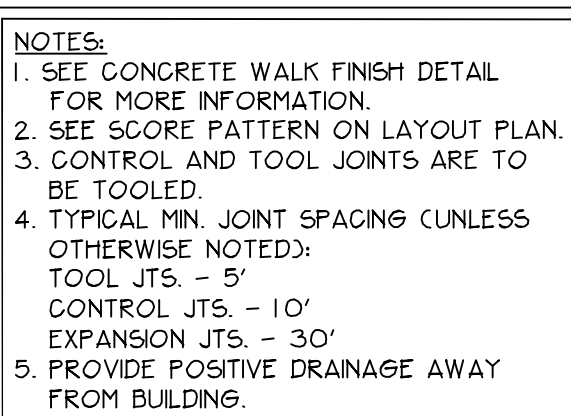 NOTES:
1. SEE CONCRETE WALK FINISH DETAIL
FOR MORE INFORMATION.
2. SEE SCORE PATTERN ON LAYOUT PLAN.
3. CONTROL AND TOOL JOINTS ARE TO
BE TOOLED.
4. TYPICAL MIN. JOINT SPACING (UNLESS
OTHERWISE NOTED):
TOOL JTS. - 5'
CONTROL JTS. - 10'
EXPANSION JTS. - 30'
5. PROVIDE POSITIVE DRAINAGE AWAY
FROM BUILDING.